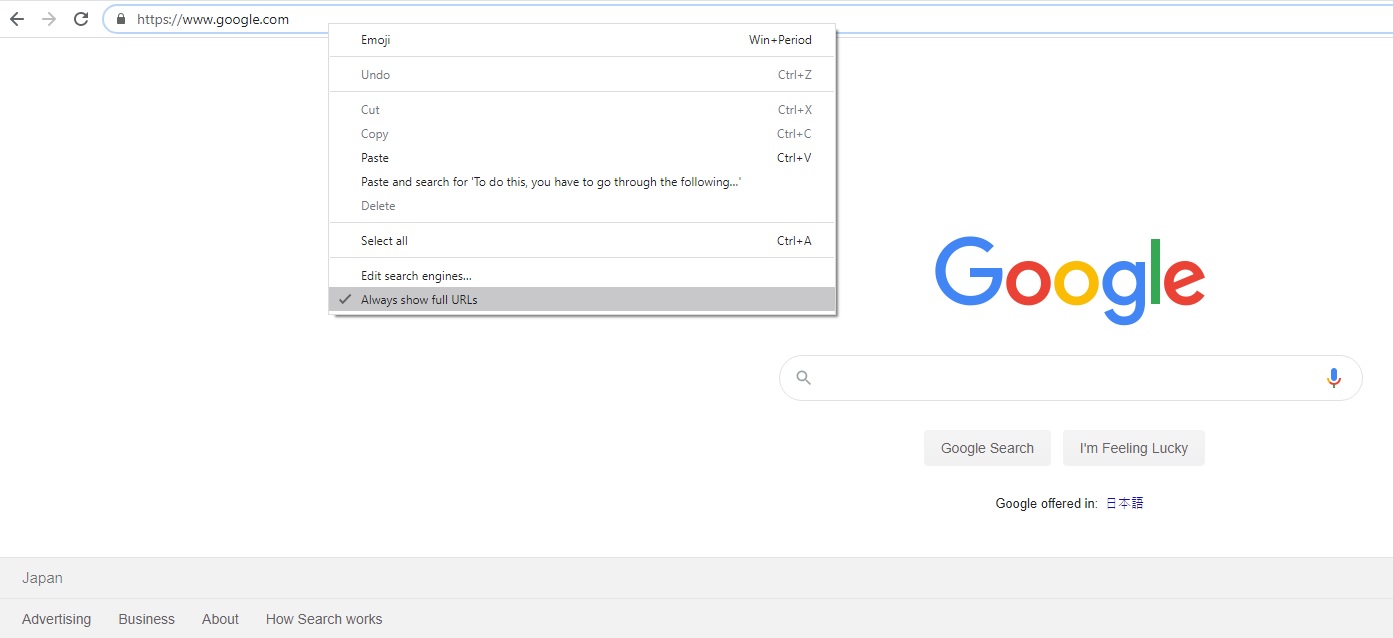 https://www.google.com
Emoji Win+Period
Undo Ctrl+Z
Cut Ctrl+X
Copy Ctrl+C
Paste Ctrl+V
Paste and search for 'To do this, you have to go through the following...'
Delete
Select all Ctrl+A
Edit search engines...
Always show full URLs
Google
Google Search I'm Feeling Lucky
Google offered in: 日本語
Japan
Advertising Business About How Search works